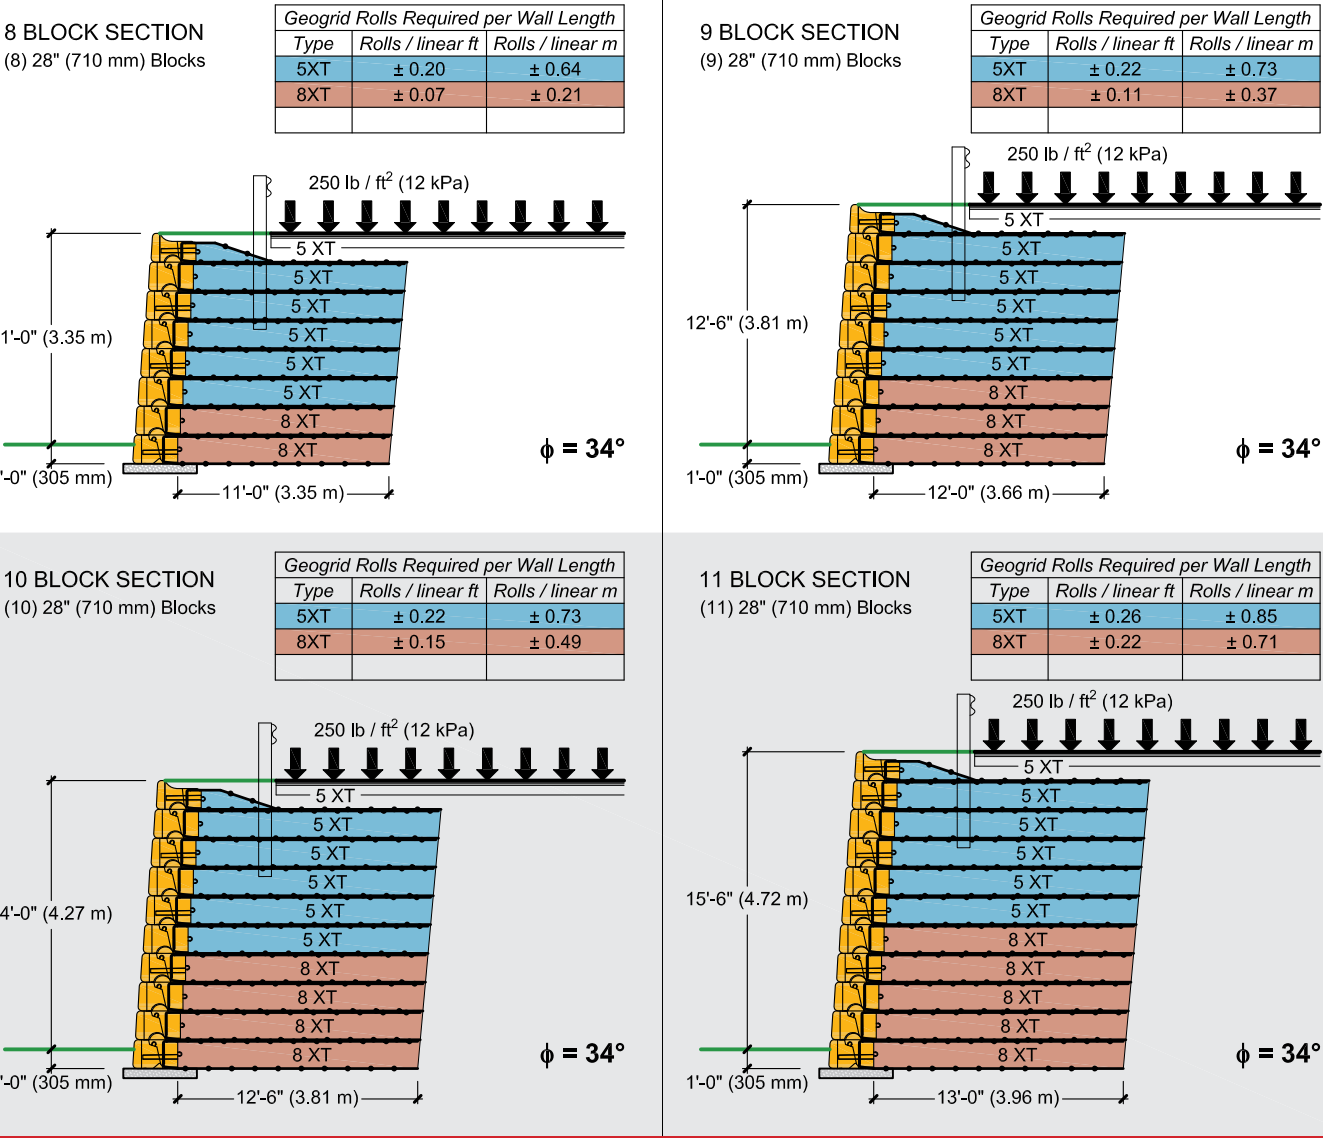 8 BLOCK SECTION
(8) 28" (710 mm) Blocks
Geogrid Rolls Required per Wall Length
Type Rolls / linear ft Rolls / linear m
5XT ± 0.20 ± 0.64
8XT ± 0.07 ± 0.21
250 lb / ft² (12 kPa)
5 XT
5 XT
5 XT
5 XT
5 XT
5 XT
8 XT
8 XT
1'-0" (3.35 m)
'-0" (305 mm)
11'-0" (3.35 m)
ϕ = 34°
9 BLOCK SECTION
(9) 28" (710 mm) Blocks
Geogrid Rolls Required per Wall Length
Type Rolls / linear ft Rolls / linear m
5XT ± 0.22 ± 0.73
8XT ± 0.11 ± 0.37
250 lb / ft² (12 kPa)
5 XT
5 XT
5 XT
5 XT
5 XT
5 XT
8 XT
8 XT
8 XT
12'-6" (3.81 m)
1'-0" (305 mm)
12'-0" (3.66 m)
ϕ = 34°
10 BLOCK SECTION
(10) 28" (710 mm) Blocks
Geogrid Rolls Required per Wall Length
Type Rolls / linear ft Rolls / linear m
5XT ± 0.22 ± 0.73
8XT ± 0.15 ± 0.49
250 lb / ft² (12 kPa)
5 XT
5 XT
5 XT
5 XT
5 XT
5 XT
8 XT
8 XT
8 XT
8 XT
4'-0" (4.27 m)
'-0" (305 mm)
12'-6" (3.81 m)
ϕ = 34°
11 BLOCK SECTION
(11) 28" (710 mm) Blocks
Geogrid Rolls Required per Wall Length
Type Rolls / linear ft Rolls / linear m
5XT ± 0.26 ± 0.85
8XT ± 0.22 ± 0.71
250 lb / ft² (12 kPa)
5 XT
5 XT
5 XT
5 XT
5 XT
5 XT
8 XT
8 XT
8 XT
8 XT
8 XT
15'-6" (4.72 m)
1'-0" (305 mm)
13'-0" (3.96 m)
ϕ = 34°